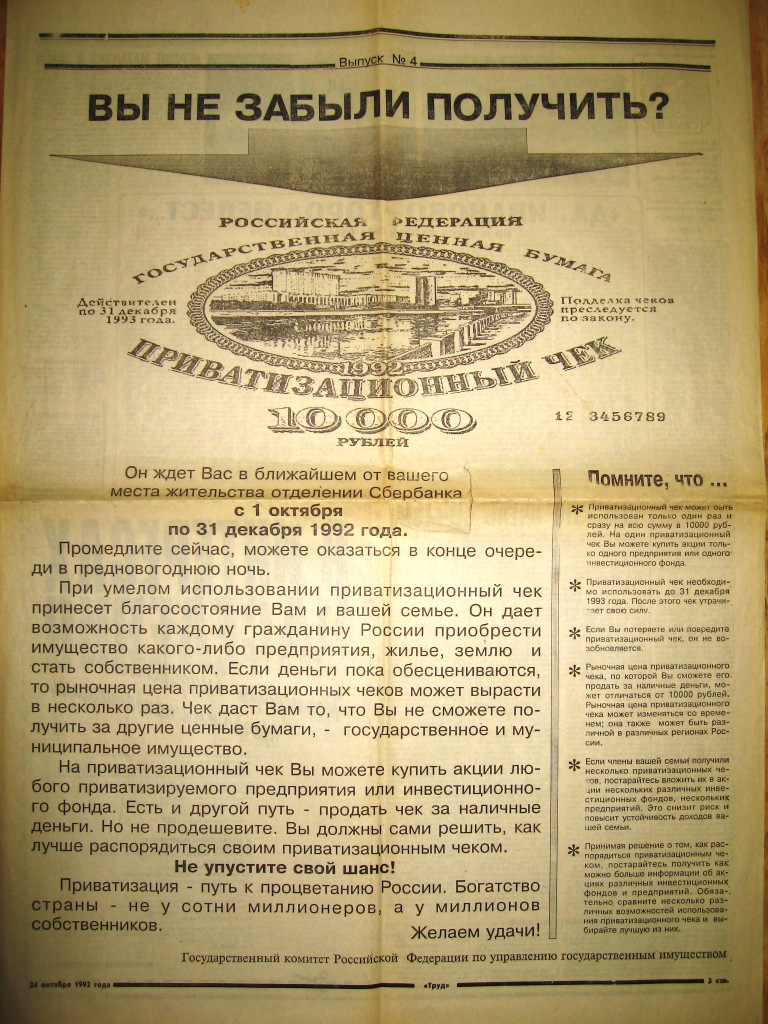 Выпуск № 4
ВЫ НЕ ЗАБЫЛИ ПОЛУЧИТЬ?
РОССИЙСКАЯ ФЕДЕРАЦИЯ
ГОСУДАРСТВЕННАЯ ЦЕННАЯ БУМАГА
Действителен
по 31 декабря
1993 года.
Подделка чеков
преследуется
по закону.
1992
ПРИВАТИЗАЦИОННЫЙ ЧЕК
10 000
РУБЛЕЙ
12 3456789
Он ждет Вас в ближайшем от вашего
места жительства отделении Сбербанка
с 1 октября
по 31 декабря 1992 года.
Промедлите сейчас, можете оказаться в конце очере-
ди в предновогоднюю ночь.
При умелом использовании приватизационный чек
принесет благосостояние Вам и вашей семье. Он дает
возможность каждому гражданину России приобрести
имущество какого-либо предприятия, жилье, землю и
стать собственником. Если деньги пока обесцениваются,
то рыночная цена приватизационных чеков может вырасти
в несколько раз. Чек даст Вам то, что Вы не сможете по-
лучить за другие ценные бумаги, - государственное и му-
ниципальное имущество.
На приватизационный чек Вы можете купить акции лю-
бого приватизируемого предприятия или инвестиционно-
го фонда. Есть и другой путь - продать чек за наличные
деньги. Но не продешевите. Вы должны сами решить, как
лучше распорядиться своим приватизационным чеком.
Не упустите свой шанс!
Приватизация - путь к процветанию России. Богатство
страны - не у сотни миллионеров, а у миллионов
собственников.
Желаем удачи!
Помните, что ...
* Приватизационный чек может быть
использован только один раз и
сразу на всю сумму в 10000 руб-
лей. На один приватизационный
чек Вы можете купить акции толь-
ко одного предприятия или одного
инвестиционного фонда.
* Приватизационный чек необходи-
мо использовать до 31 декабря
1993 года. После этого чек утрачи-
вает свою силу.
* Если Вы потеряете или повредите
приватизационный чек, он не во-
зобновляется.
* Рыночная цена приватизационного
чека, по которой Вы сможете его
продать за наличные деньги, мо-
жет отличаться от 10000 рублей.
Рыночная цена приватизационного
чека может изменяться со време-
нем; она также может быть раз-
личной в различных регионах Рос-
сии.
* Если члены вашей семьи получили
несколько приватизационных че-
ков, постарайтесь вложить их в ак-
ции нескольких различных инве-
стиционных фондов, нескольких
предприятий. Это снизит риск и
повысит устойчивость доходов ва-
шей семьи.
* Принимая решение о том, как рас-
порядиться приватизационным че-
ком, постарайтесь получить как
можно больше информации об ак-
циях различных инвестиционных
фондов и предприятий. Обяза-
тельно сравните несколько раз-
личных возможностей использова-
ния приватизационного чека и вы-
бирайте лучшую из них.
Государственный комитет Российской Федерации по управлению государственным имуществом
24 октября 1992 года
«Труд»
3 стр.